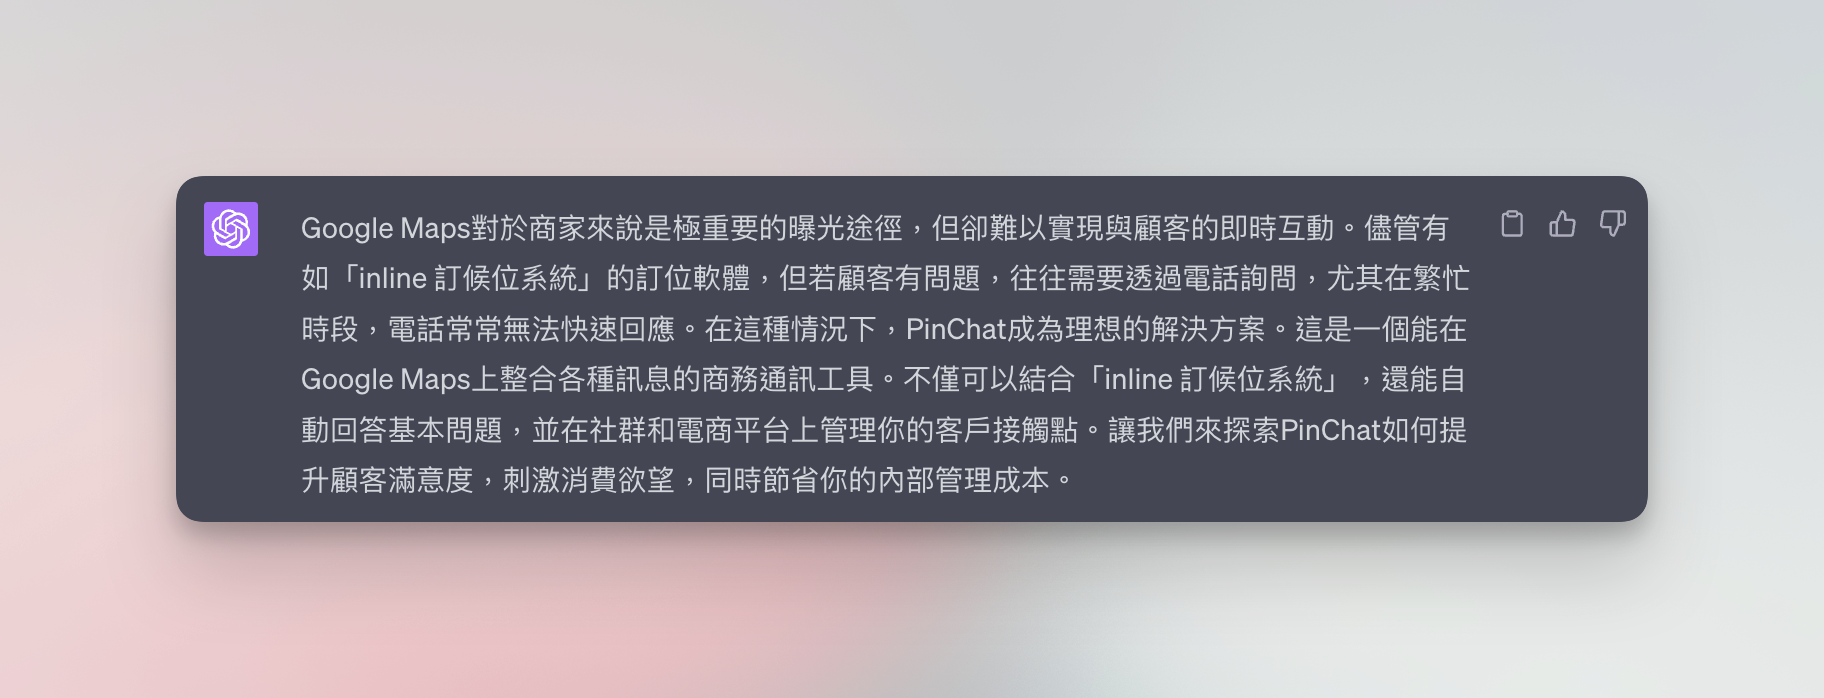 Google Maps對於商家來說是極重要的曝光途徑，但卻難以實現與顧客的即時互動。儘管有
如「inline 訂候位系統」的訂位軟體，但若顧客有問題，往往需要透過電話詢問，尤其在繁忙
時段，電話常常無法快速回應。在這種情況下，PinChat成為理想的解決方案。這是一個能在
Google Maps上整合各種訊息的商務通訊工具。不僅可以結合「inline 訂候位系統」，還能自
動回答基本問題，並在社群和電商平台上管理你的客戶接觸點。讓我們來探索PinChat如何提
升顧客滿意度，刺激消費欲望，同時節省你的內部管理成本。